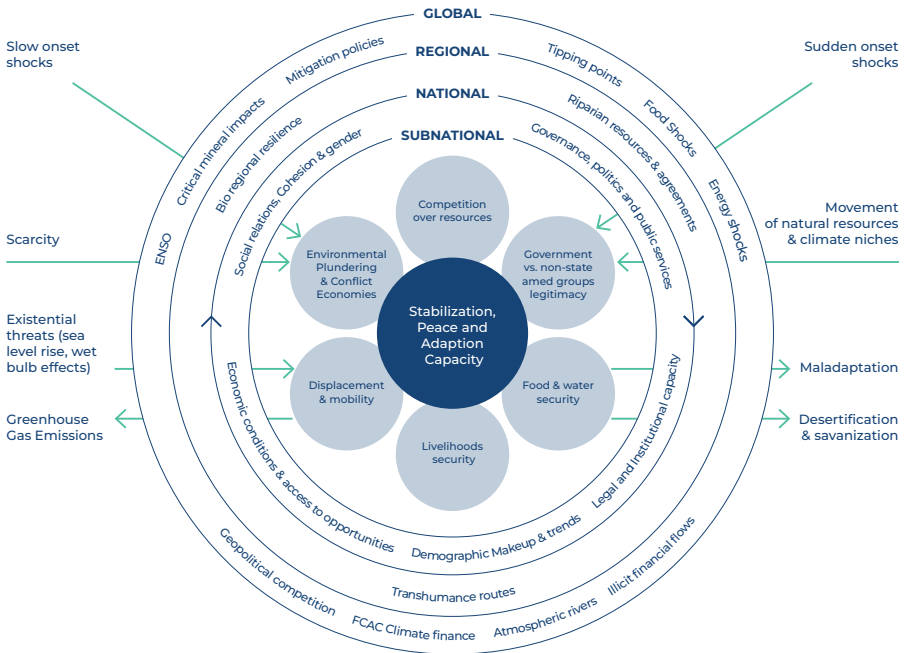 GLOBAL
REGIONAL
NATIONAL
SUBNATIONAL
Slow onset
shocks
Sudden onset
shocks
Scarcity
Movement
of natural resources
& climate niches
Existential
threats (sea
level rise, wet
bulb effects)
Maladaptation
Greenhouse
Gas Emissions
Desertification
& savanization
Mitigation policies
Critical mineral impacts
ENSO
Tipping points
Food Shocks
Energy shocks
Geopolitical competition
FCAC Climate finance
Atmospheric rivers
Illicit financial flows
Bio regional resilience
Riparian resources & agreements
Transhumance routes
Social relations, Cohesion & gender
Governance, politics and public services
Economic conditions & access to opportunities
Demographic Makeup & trends
Legal and Institutional capacity
Competition
over resources
Environmental
Plundering
& Conflict
Economies
Government
vs. non-state
amed groups
legitimacy
Stabilization,
Peace and
Adaption
Capacity
Displacement
& mobility
Food & water
security
Livelihoods
security